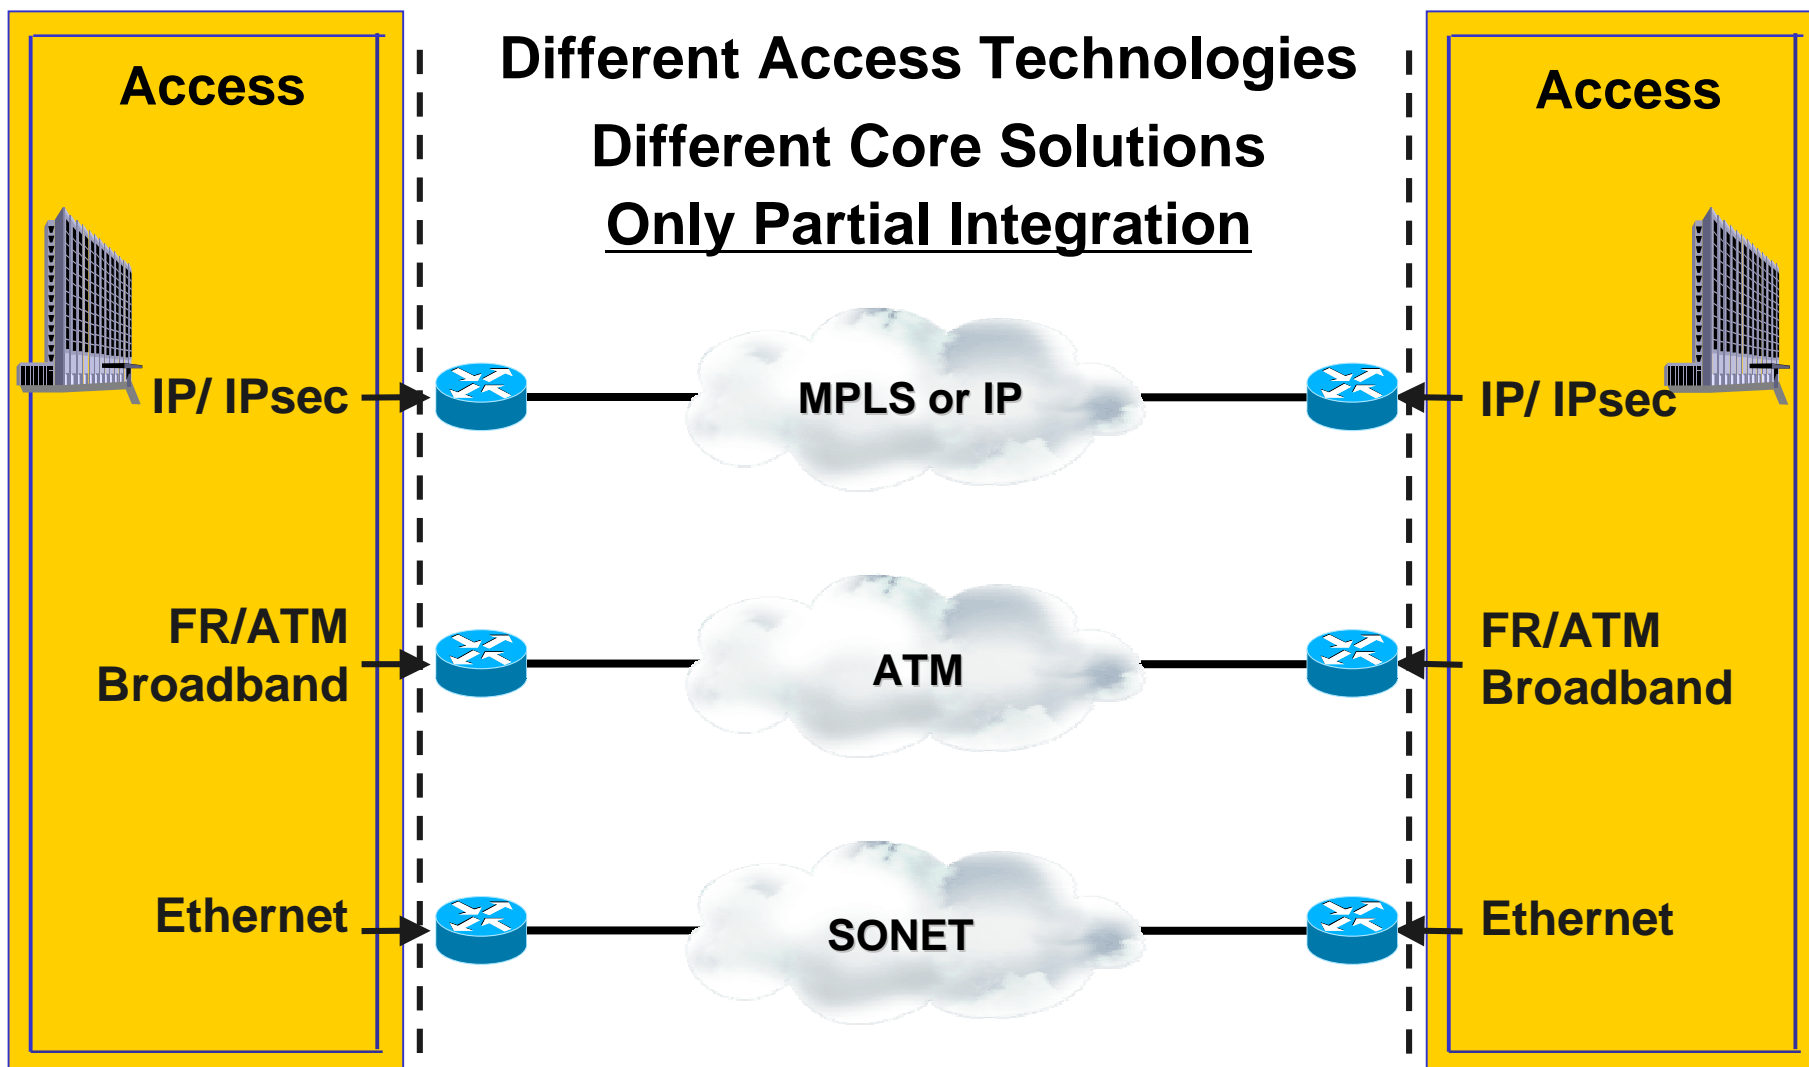 Access
Different Access Technologies
Different Core Solutions
Only Partial Integration
Access
IP/ IPsec
MPLS or IP
IP/ IPsec
FR/ATM
Broadband
ATM
FR/ATM
Broadband
Ethernet
SONET
Ethernet